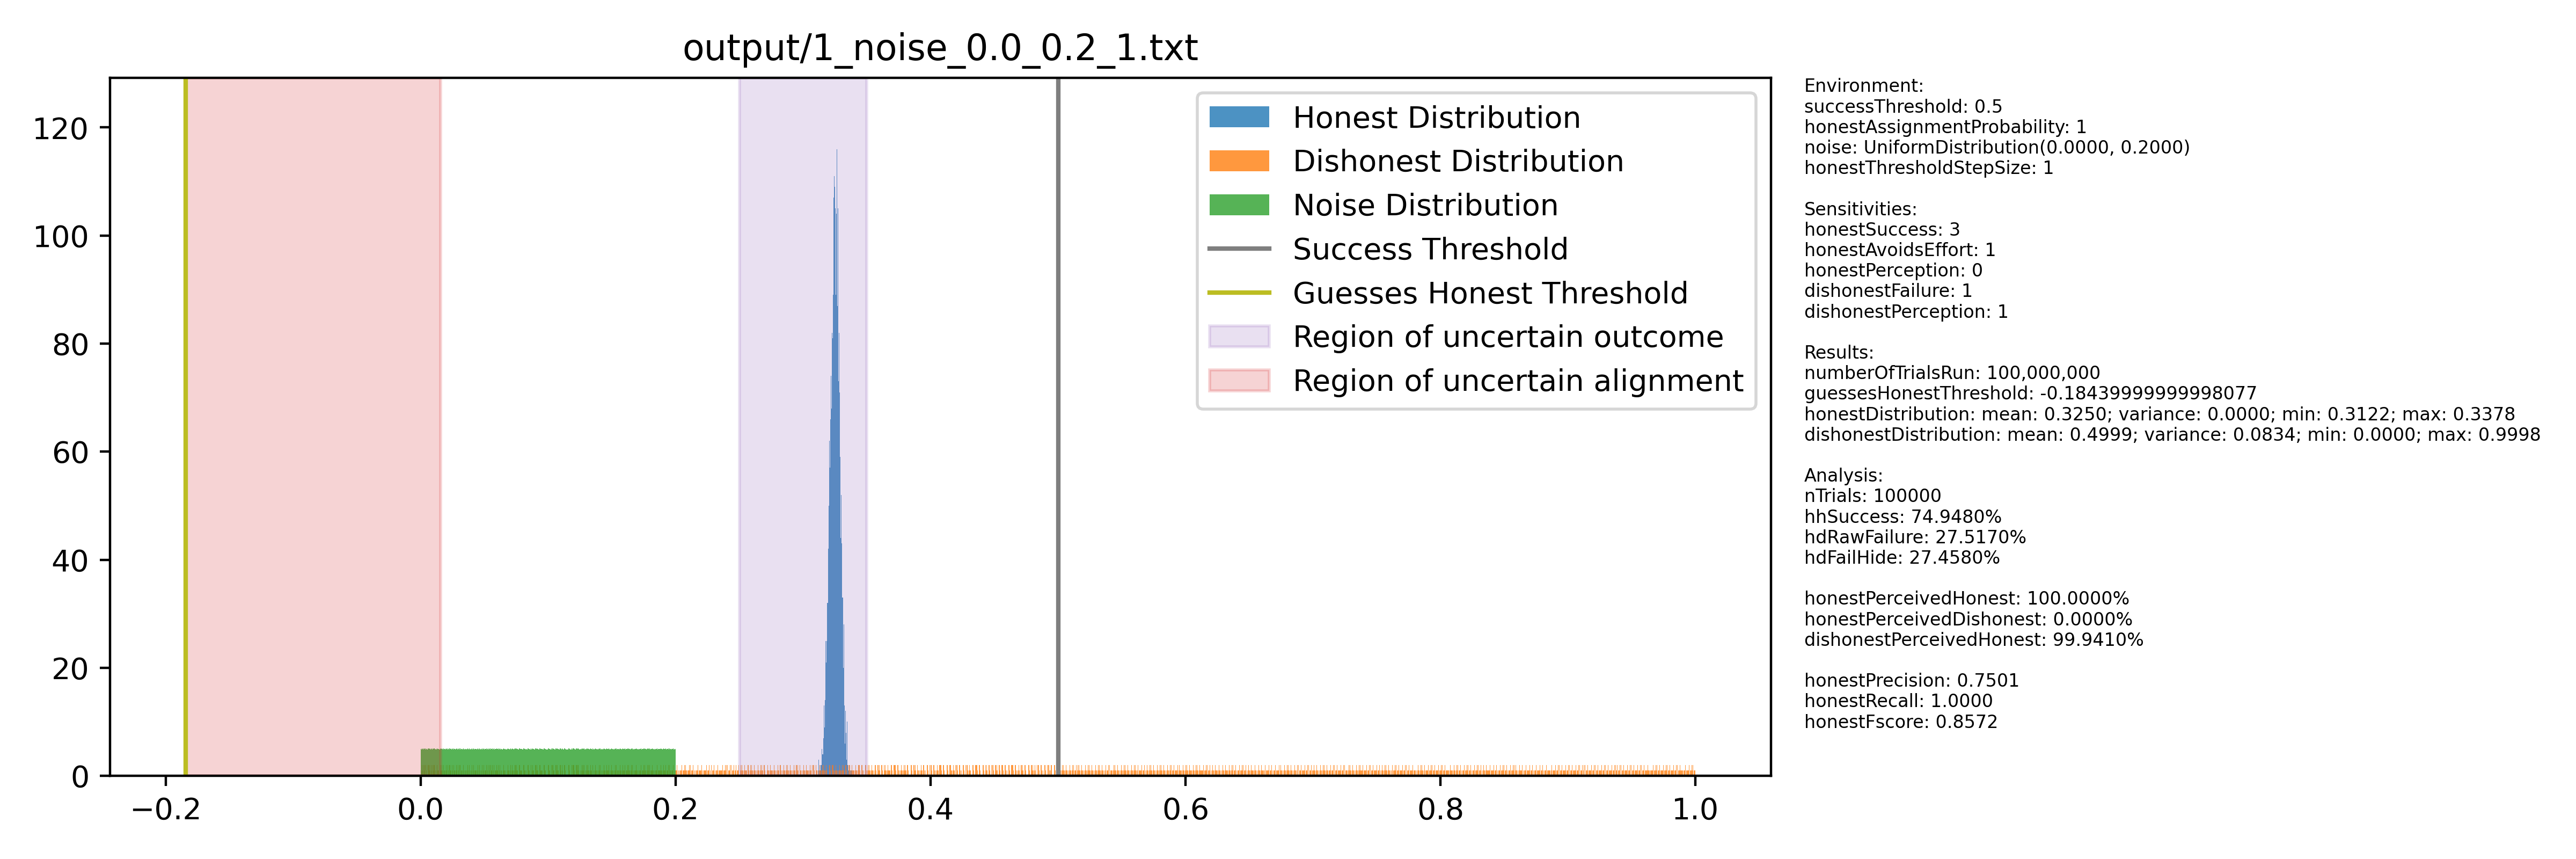 output/1_noise_0.0_0.2_1.txt
120
100
80
60
40
20
0
−0.2
0.0
0.2
0.4
0.6
0.8
1.0
Honest Distribution
Dishonest Distribution
Noise Distribution
Success Threshold
Guesses Honest Threshold
Region of uncertain outcome
Region of uncertain alignment
Environment:
successThreshold: 0.5
honestAssignmentProbability: 1
noise: UniformDistribution(0.0000, 0.2000)
honestThresholdStepSize: 1
Sensitivities:
honestSuccess: 3
honestAvoidsEffort: 1
honestPerception: 0
dishonestFailure: 1
dishonestPerception: 1
Results:
numberOfTrialsRun: 100,000,000
guessesHonestThreshold: -0.18439999999998077
honestDistribution: mean: 0.3250; variance: 0.0000; min: 0.3122; max: 0.3378
dishonestDistribution: mean: 0.4999; variance: 0.0834; min: 0.0000; max: 0.9998
Analysis:
nTrials: 100000
hhSuccess: 74.9480%
hdRawFailure: 27.5170%
hdFailHide: 27.4580%
honestPerceivedHonest: 100.0000%
honestPerceivedDishonest: 0.0000%
dishonestPerceivedHonest: 99.9410%
honestPrecision: 0.7501
honestRecall: 1.0000
honestFscore: 0.8572